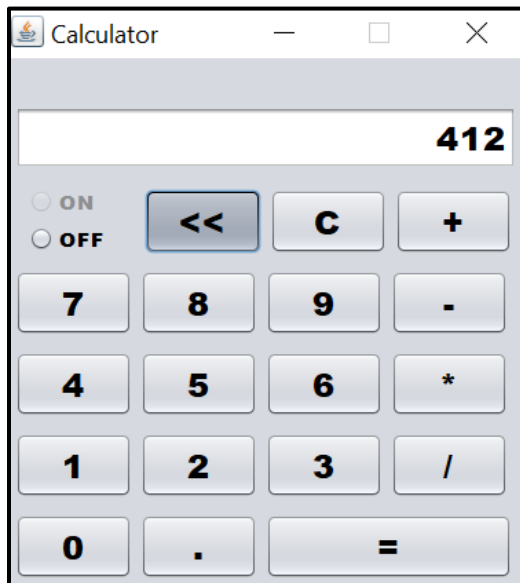 Calculator
412
ON
OFF
<< C +
7 8 9 -
4 5 6 *
1 2 3 /
0 . =